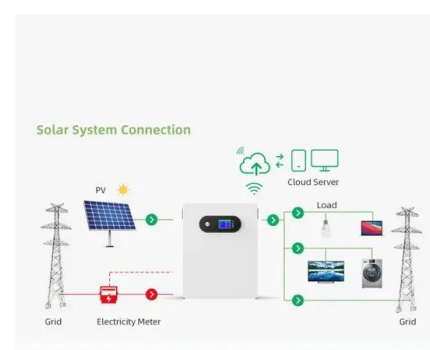 Solar System Connection
Cloud Server
PV
Load
Grid
Electricity Meter
Grid